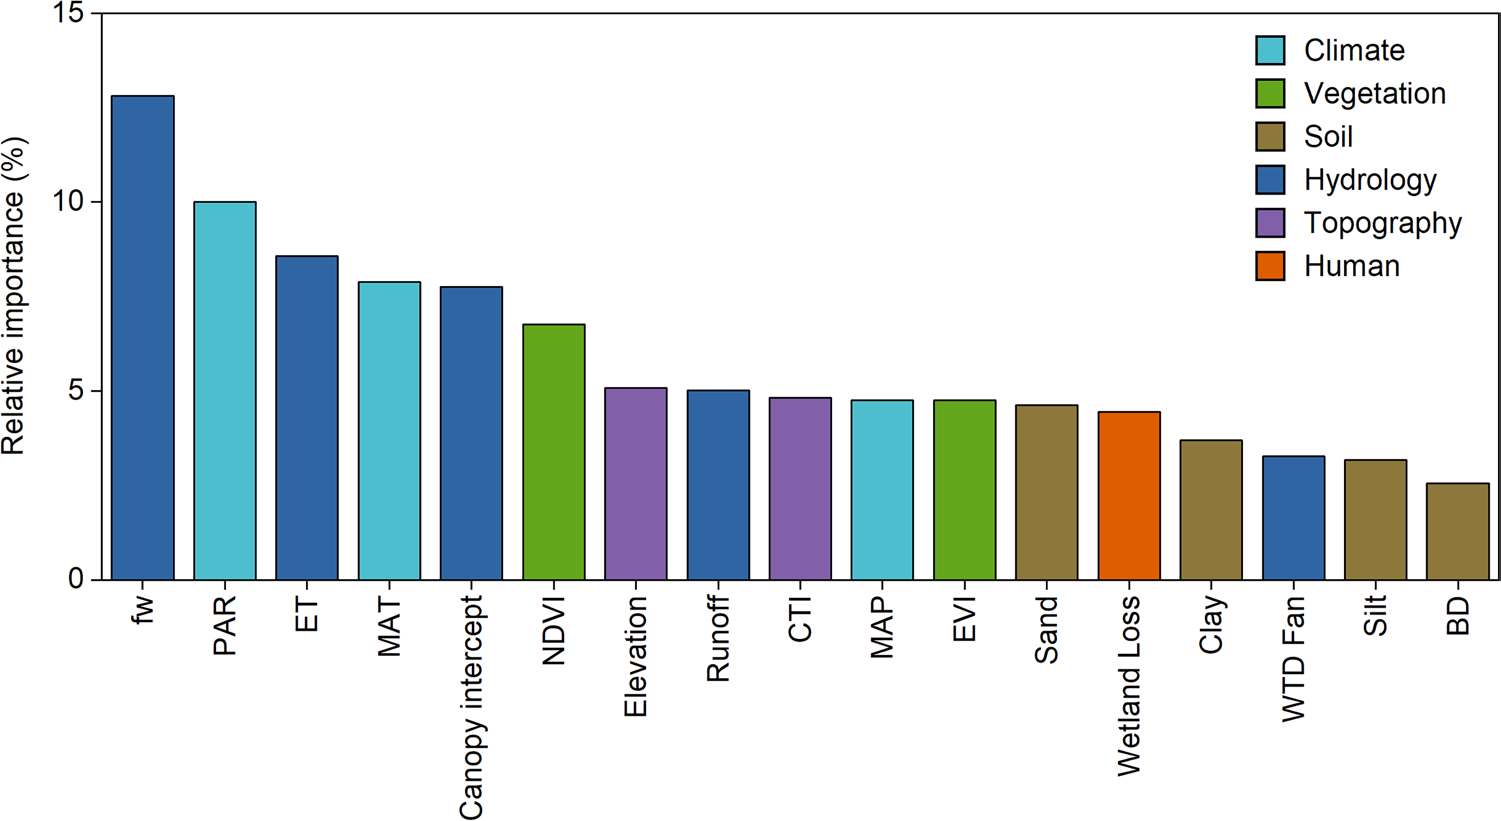 Relative importance (%)
15
10
5
0
Climate
Vegetation
Soil
Hydrology
Topography
Human
fw
PAR
ET
MAT
Canopy intercept
NDVI
Elevation
Runoff
CTI
MAP
EVI
Sand
Wetland Loss
Clay
WTD Fan
Silt
BD